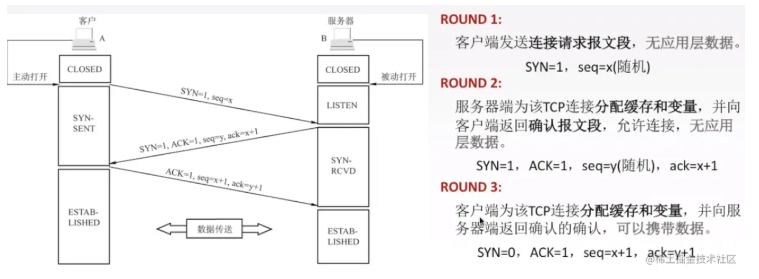 客户
服务器
A
B
CLOSED
CLOSED
主动打开
被动打开
SYN=1, seq=x
LISTEN
SYN-
SENT
SYN=1, ACK=1, seq=y, ack=x+1
SYN-
RCVD
ACK=1, seq=x+1, ack=y+1
ESTAB-
LISHED
数据传送
ESTAB-
LISHED
ROUND 1:
客户端发送连接请求报文段，无应用层数据。
SYN=1，seq=x(随机)
ROUND 2:
服务器端为该TCP连接分配缓存和变量，并向
客户端返回确认报文段，允许连接，无应用
层数据。
SYN=1，ACK=1，seq=y(随机)，ack=x+1
ROUND 3:
客户端为该TCP连接分配缓存和变量，并向服
务器端返回确认的确认，可以携带数据。
SYN=0，ACK=1，seq=x+1，ack=y+1
@稀土掘金技术社区